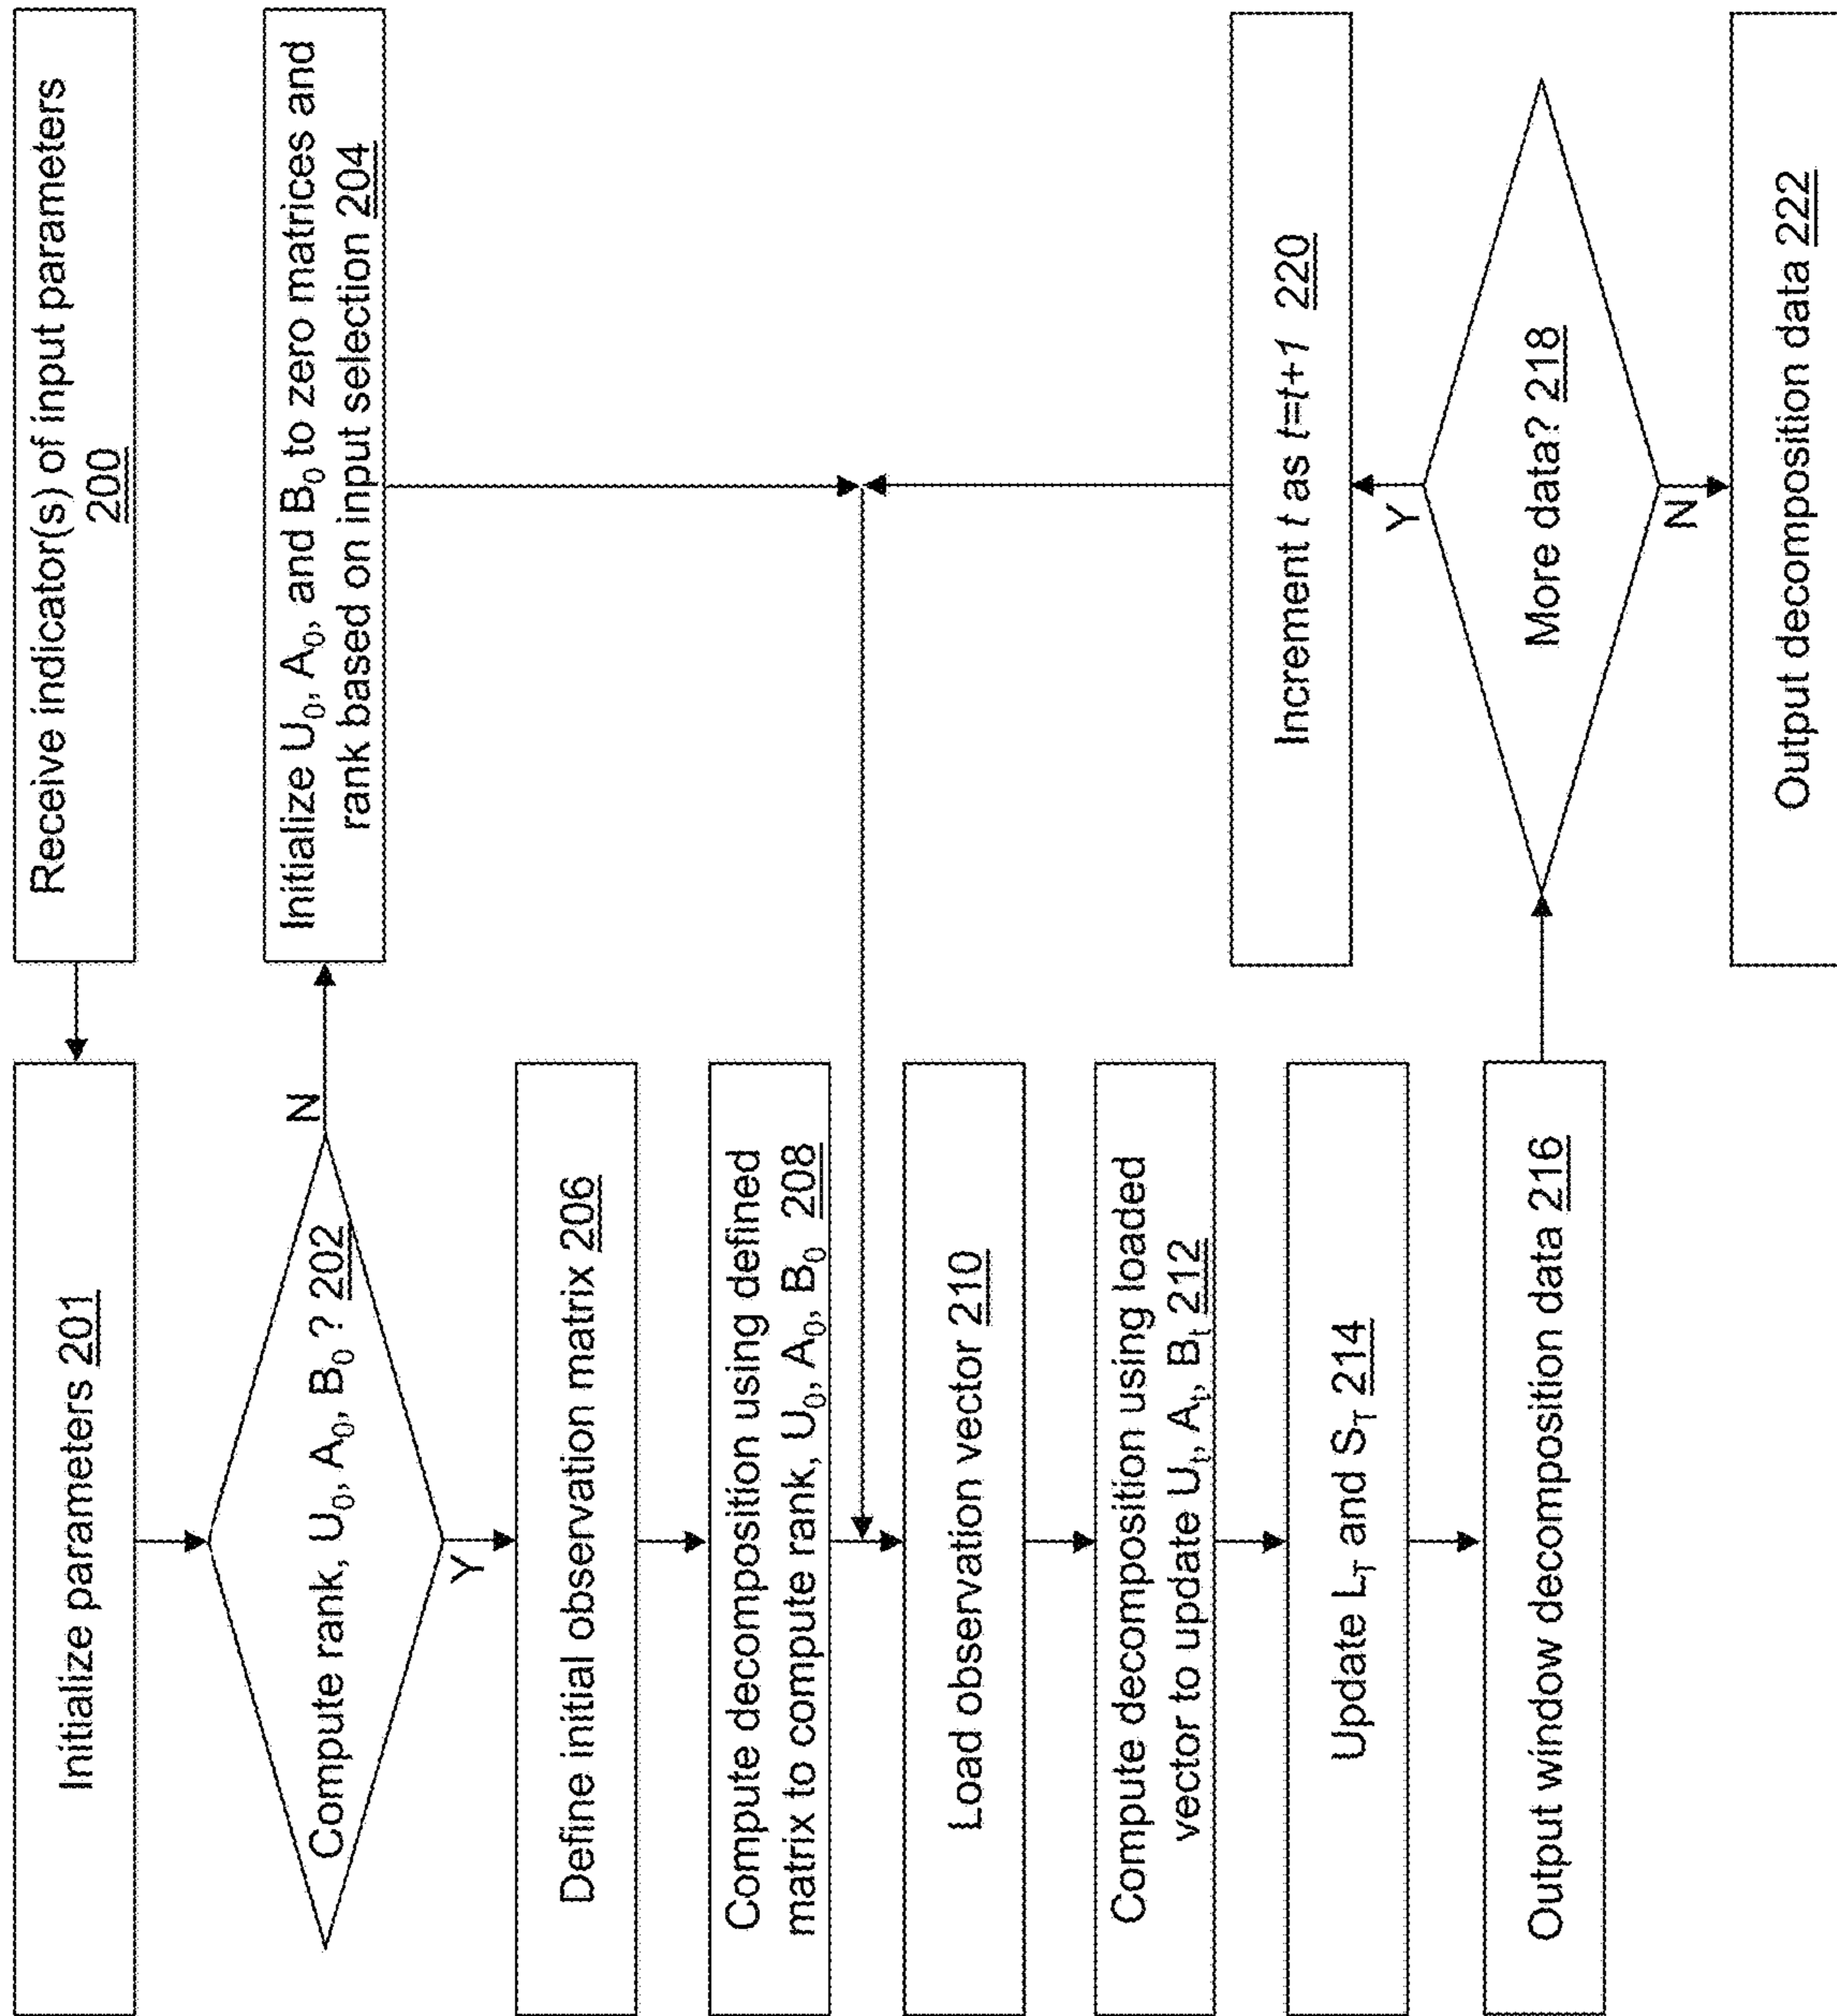 Receive indicator(s) of input parameters
200
Initialize parameters 201
Compute rank, U₀, A₀, B₀ ? 202
N
Y
Initialize U₀, A₀, and B₀ to zero matrices and
rank based on input selection 204
Define initial observation matrix 206
Compute decomposition using defined
matrix to compute rank, U₀, A₀, B₀ 208
Load observation vector 210
Compute decomposition using loaded
vector to update Uₜ, Aₜ, Bₜ 212
Update L_T and S_T 214
Output window decomposition data 216
More data? 218
Y
N
Increment t as t=t+1 220
Output decomposition data 222